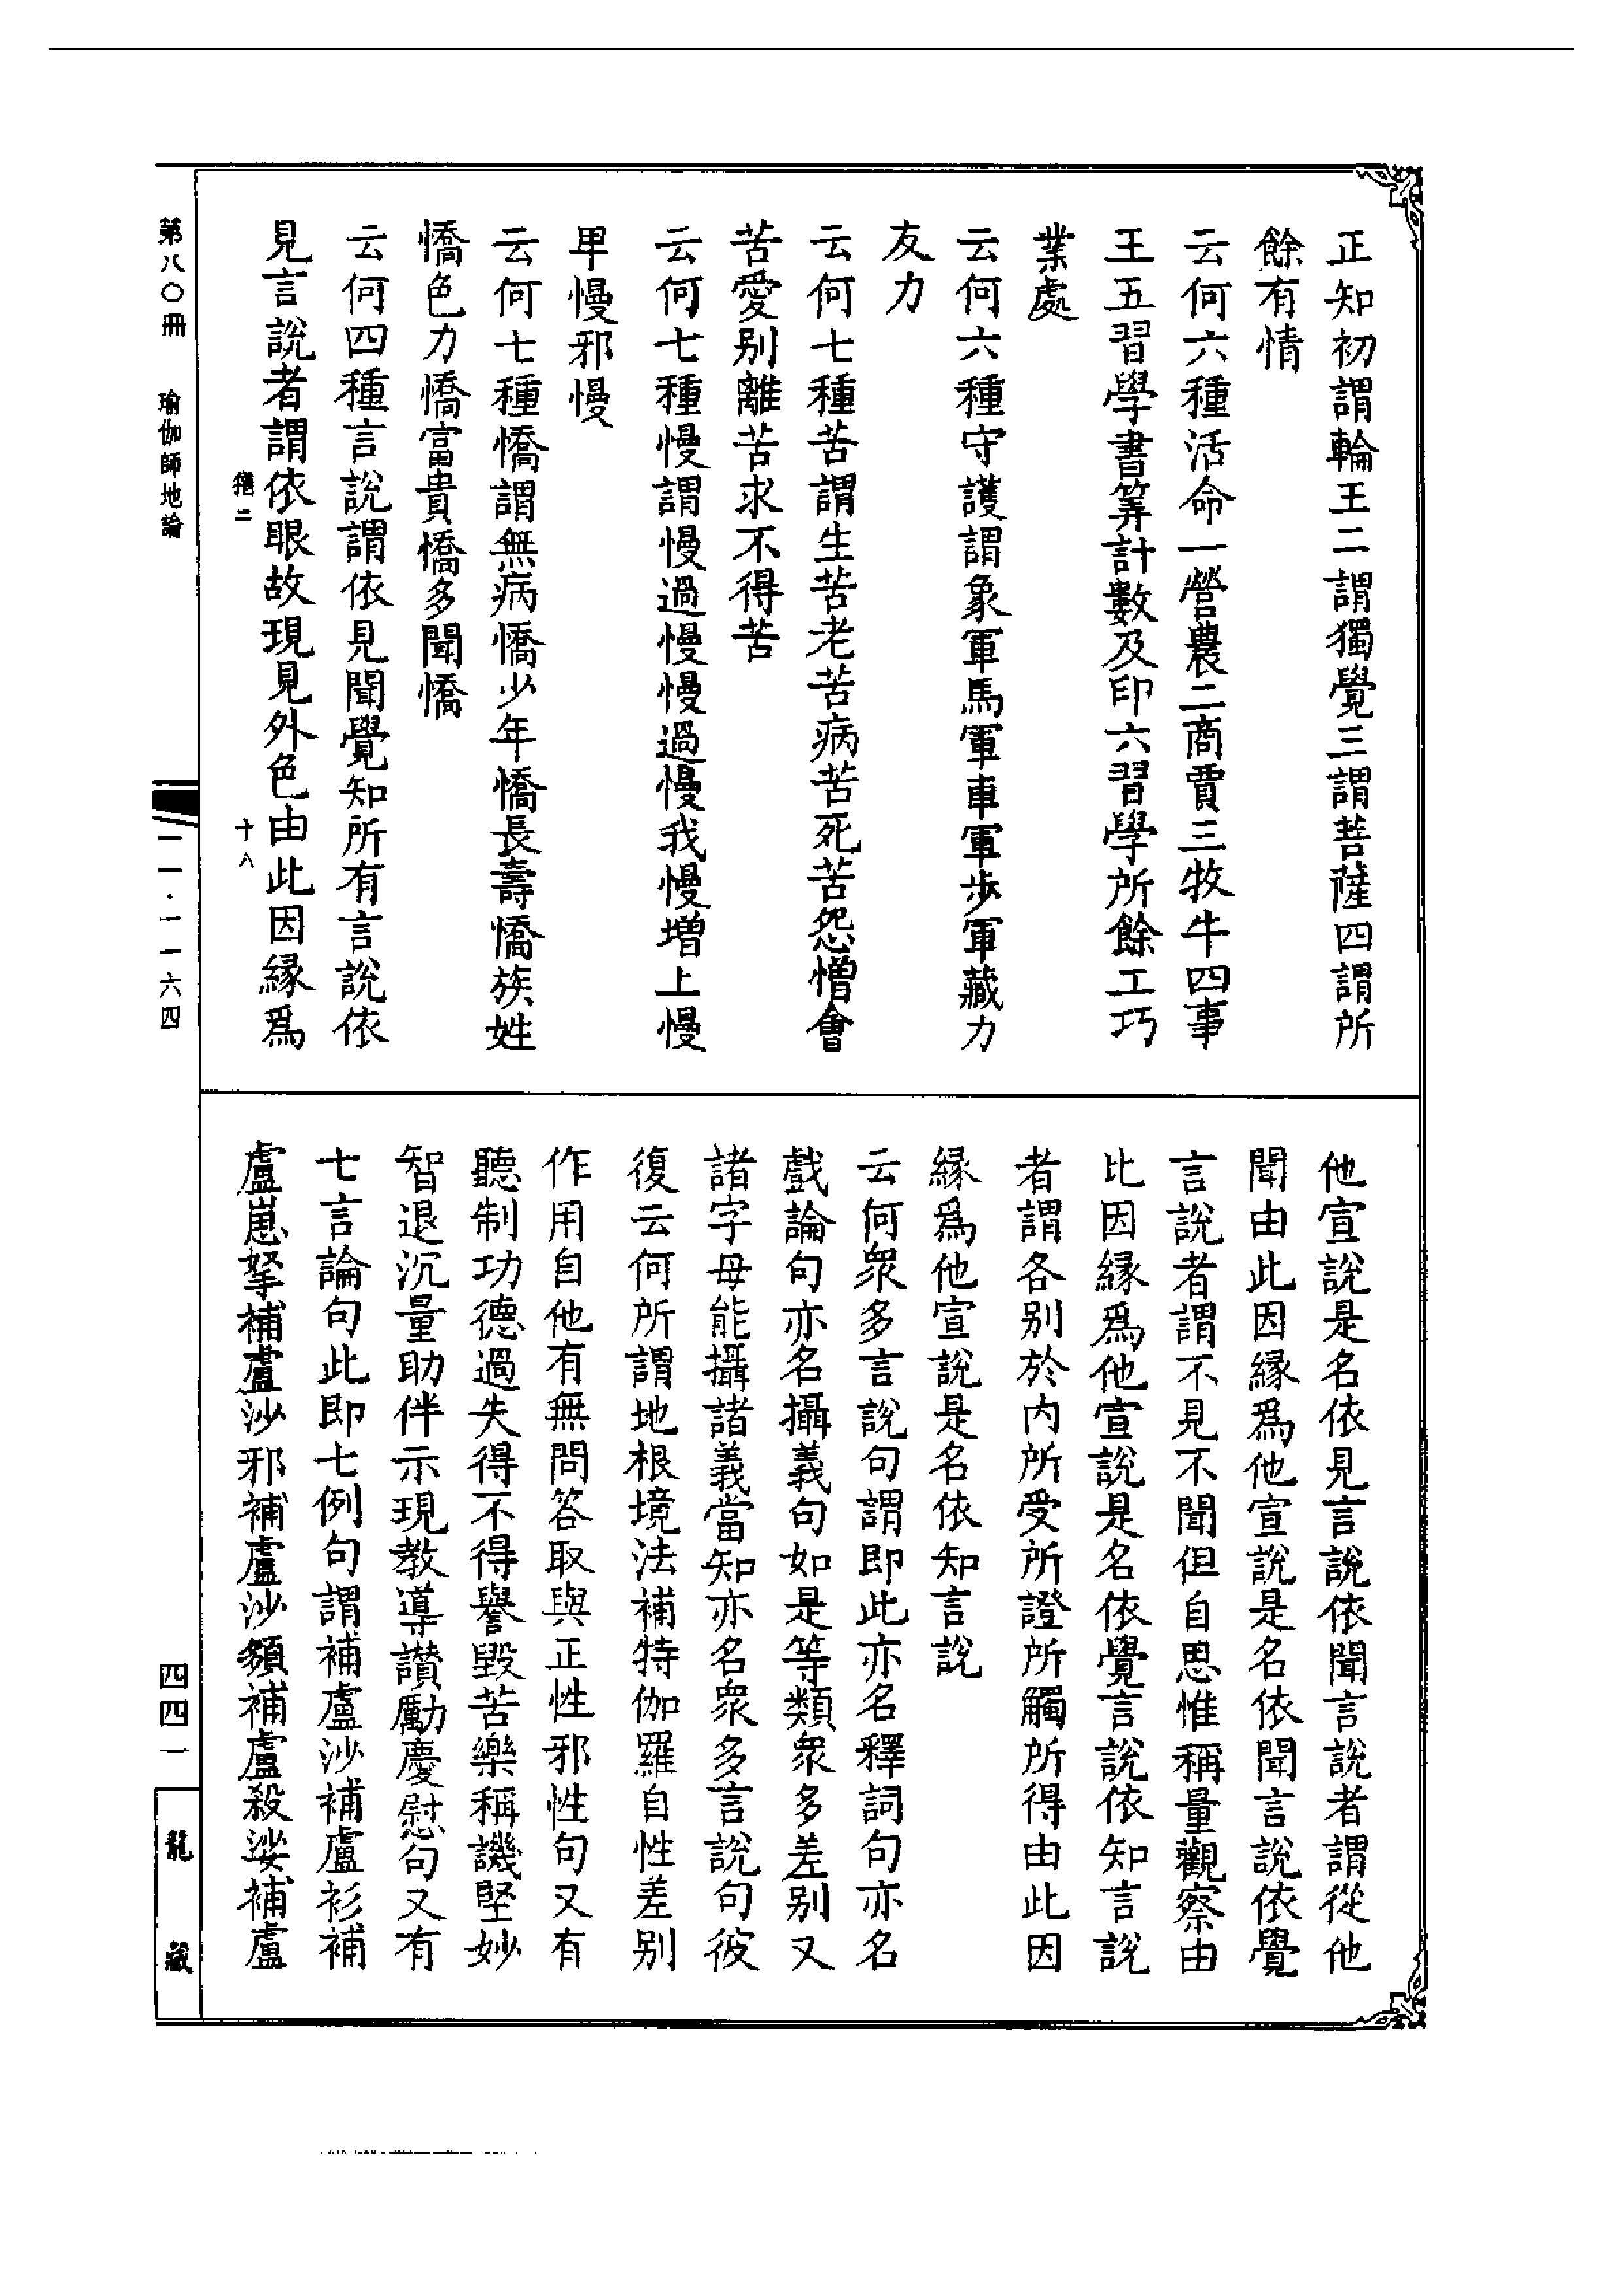 正知初謂輪王二謂獨覺三謂菩薩四謂所
餘有情
云何六種活命一營農二商賈三牧牛四事
王五習學書筭計數及印六習學所餘工巧
業處
云何六種守護謂象軍馬軍車軍步軍藏力
友力
云何七種苦謂生苦老苦病苦死苦怨憎會
苦愛別離苦求不得苦
云何七種慢謂慢過慢慢過慢我慢增上慢
卑慢邪慢
云何七種憍謂無病憍少年憍長壽憍族姓
憍色力憍富貴憍多聞憍
云何四種言說謂依見聞覺知所有言說依
見言說者謂依眼故現見外色由此因緣爲
二 十八
他宣說是名依見言說依聞言說者謂從他
聞由此因緣爲他宣說是名依聞言說依覺
言說者謂不見不聞但自思惟稱量觀察由
此因緣爲他宣說是名依覺言說依知言說
者謂各別於內所受所證所觸所得由此因
緣爲他宣說是名依知言說
云何衆多言說句謂即此亦名釋詞句亦名
戲論句亦名攝義句如是等類衆多差別又
諸字母能攝諸義當知亦名衆多言說句彼
復云何所謂地根境法補特伽羅自性差別
作用自他有無問答取與正性邪性句又有
聽制功德過失得不得譽毀苦樂稱譏堅妙
智退沉量助伴示現教導讚勵慶慰句又有
七言論句此即七例句謂補盧沙補盧衫補
盧崽拏補盧沙邪補盧沙䫂補盧殺娑補盧
第八〇冊 瑜伽師地論
一一·一一六四
四四一
龍藏